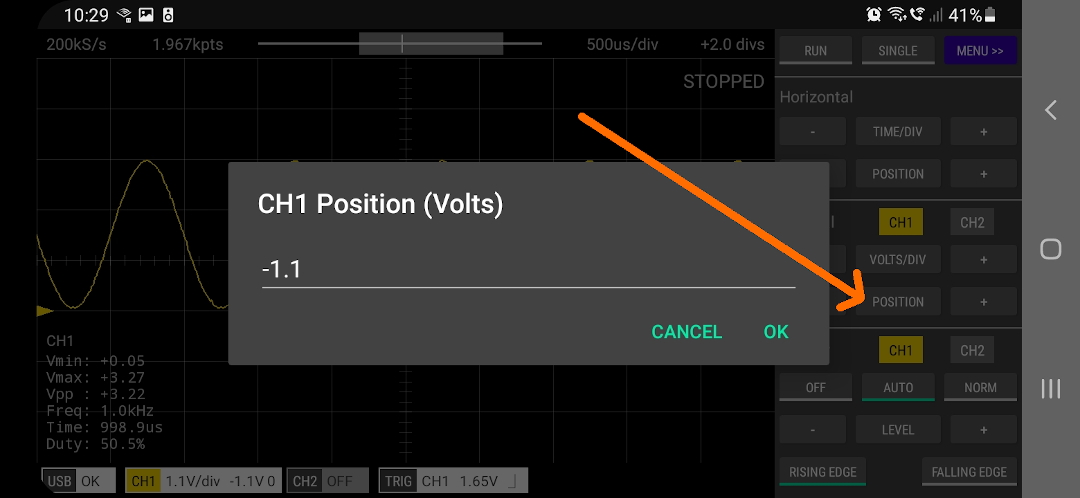 10:29 41%
200kS/s 1.967kpts 500us/div +2.0 divs
RUN SINGLE MENU >>
STOPPED
Horizontal
- TIME/DIV +
POSITION +
CH1 Position (Volts)
-1.1
CANCEL OK
l CH1 CH2
VOLTS/DIV +
POSITION +
CH1 CH2
OFF AUTO NORM
- LEVEL +
RISING EDGE FALLING EDGE
CH1
Vmin: +0.05
Vmax: +3.27
Vpp : +3.22
Freq: 1.0kHz
Time: 998.9us
Duty: 50.5%
USB OK CH1 1.1V/div -1.1V 0 CH2 OFF TRIG CH1 1.65V